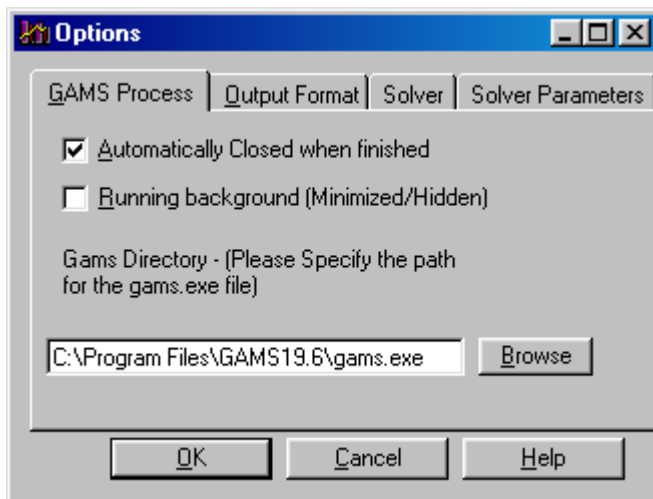 Options
GAMS Process Output Format Solver Solver Parameters
Automatically Closed when finished
Running background (Minimized/Hidden)
Gams Directory - (Please Specify the path
for the gams.exe file)
C:\Program Files\GAMS19.6\gams.exe Browse
OK Cancel Help